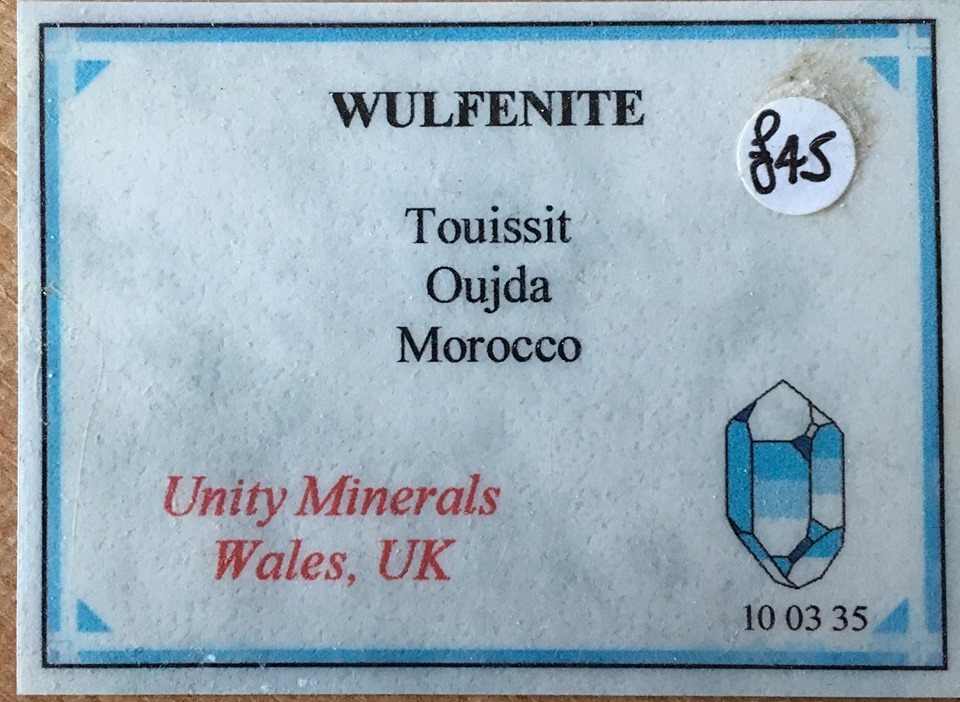 WULFENITE
£45
Touissit
Oujda
Morocco
Unity Minerals
Wales, UK
10 03 35